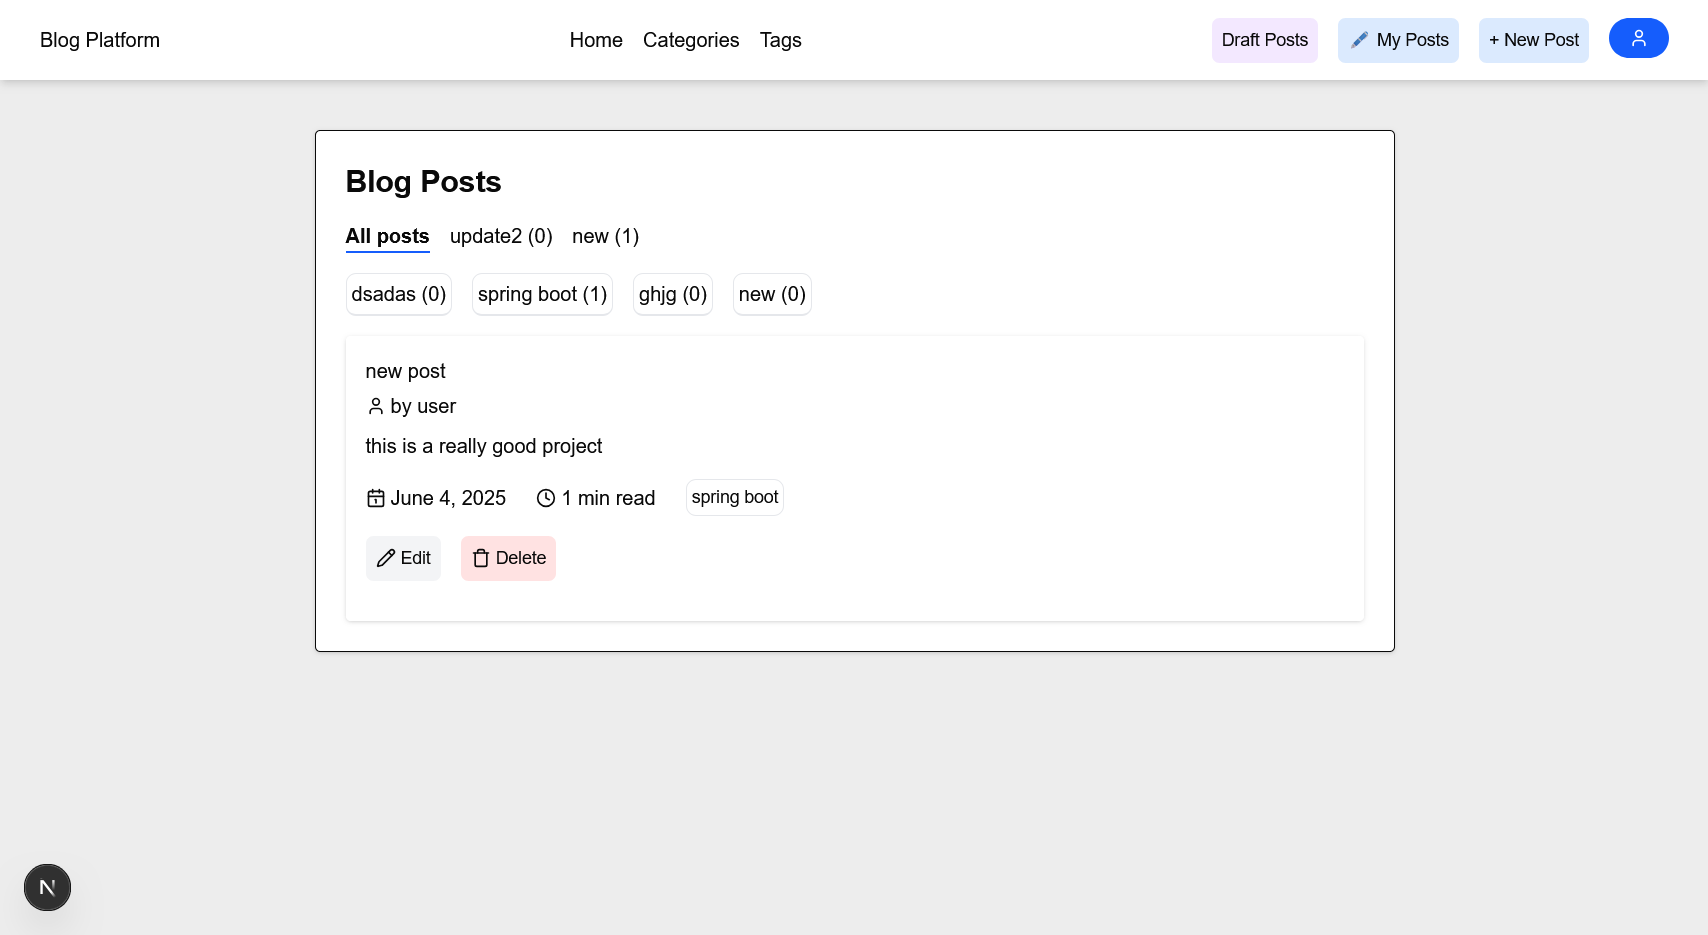 Blog Platform Home Categories Tags Draft Posts My Posts + New Post
Blog Posts
All posts update2 (0) new (1)
dsadas (0) spring boot (1) ghjg (0) new (0)
new post
by user
this is a really good project
June 4, 2025 1 min read spring boot
Edit Delete
N